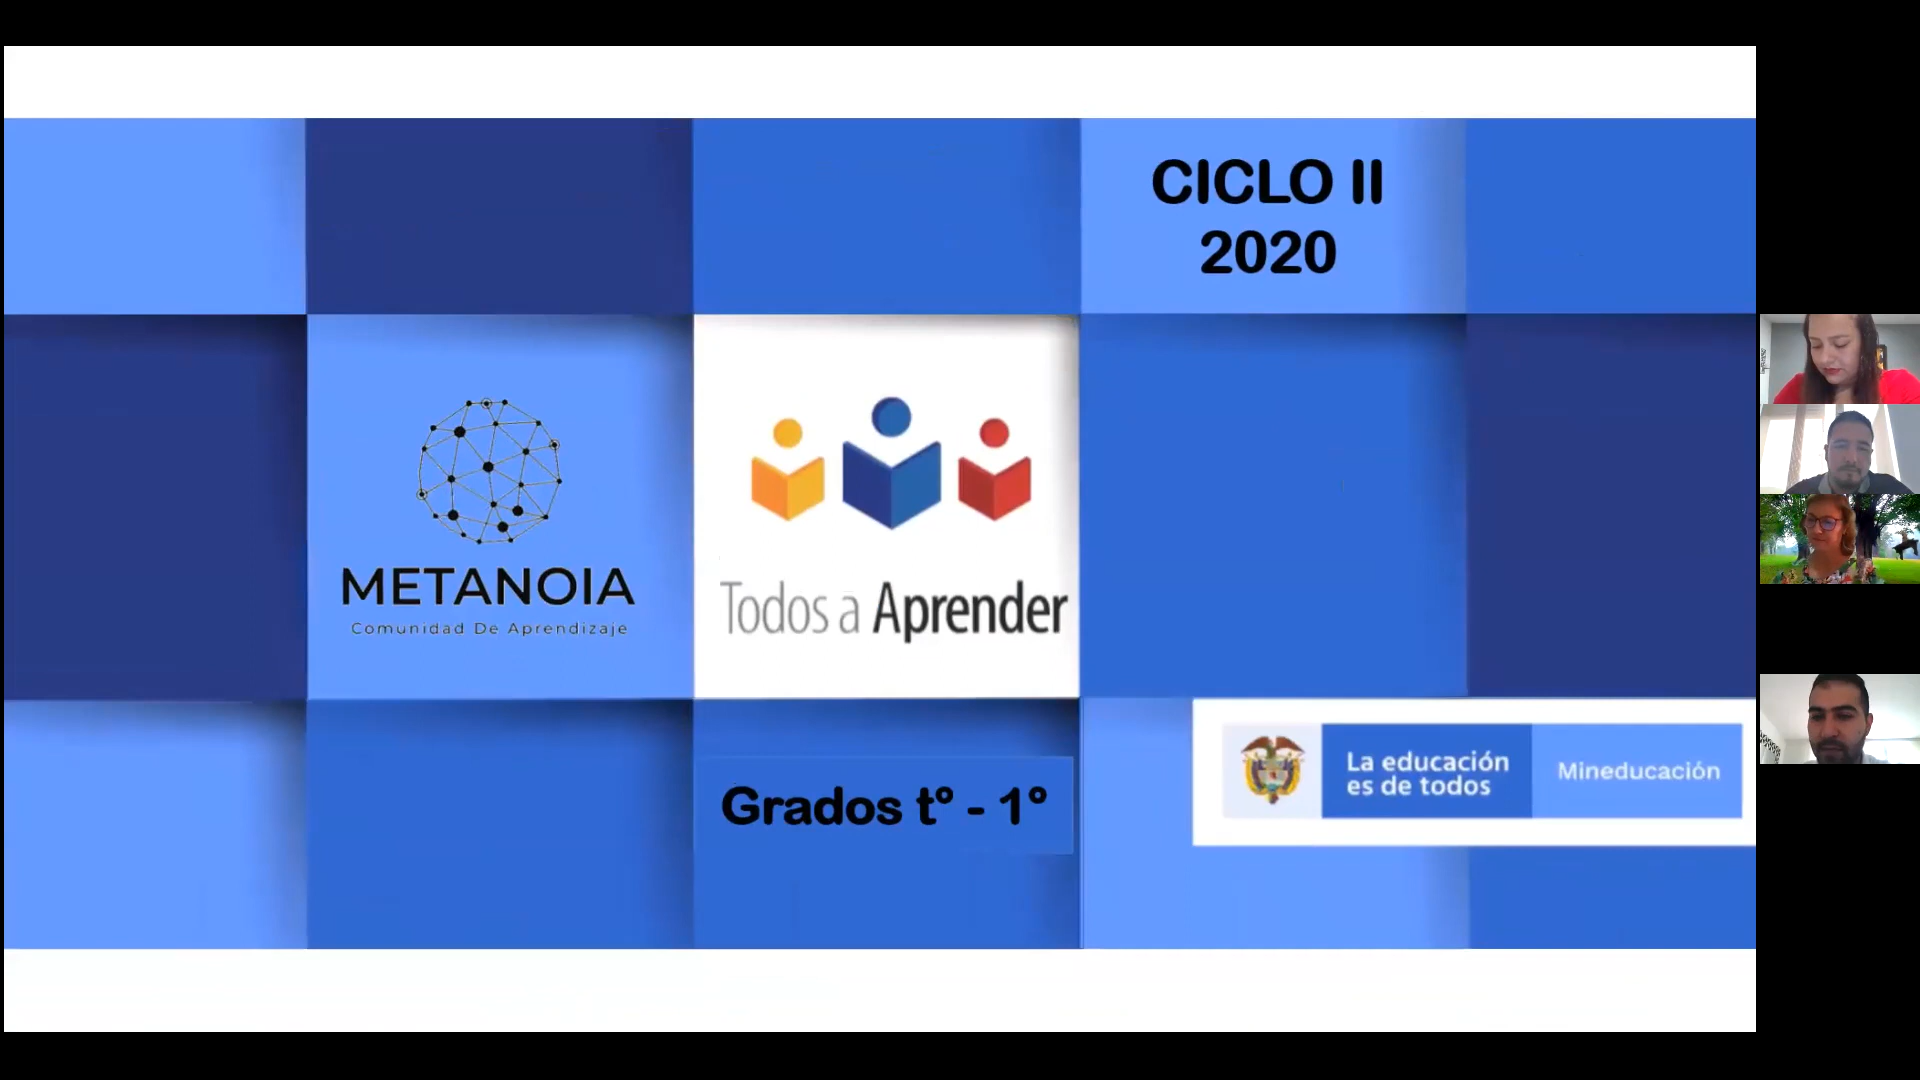 CICLO II
2020
METANOIA
Comunidad De Aprendizaje
Todos a Aprender
Grados t° - 1°
La educación
es de todos
Mineducación